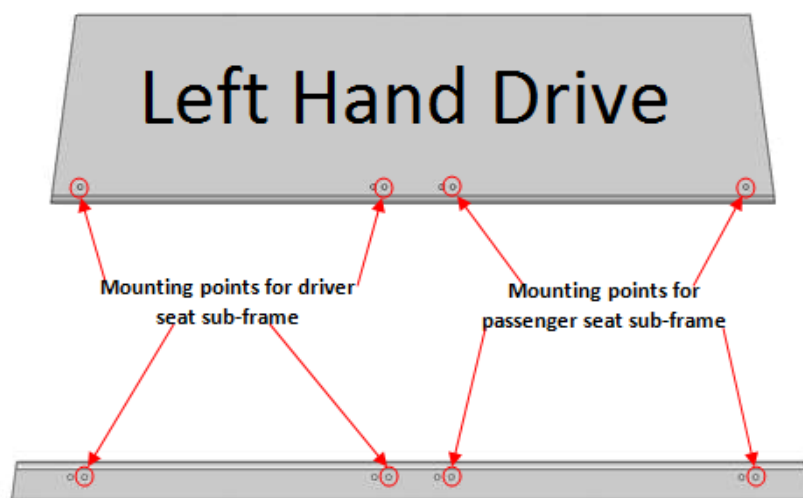 Left Hand Drive
Mounting points for driver
seat sub-frame
Mounting points for
passenger seat sub-frame